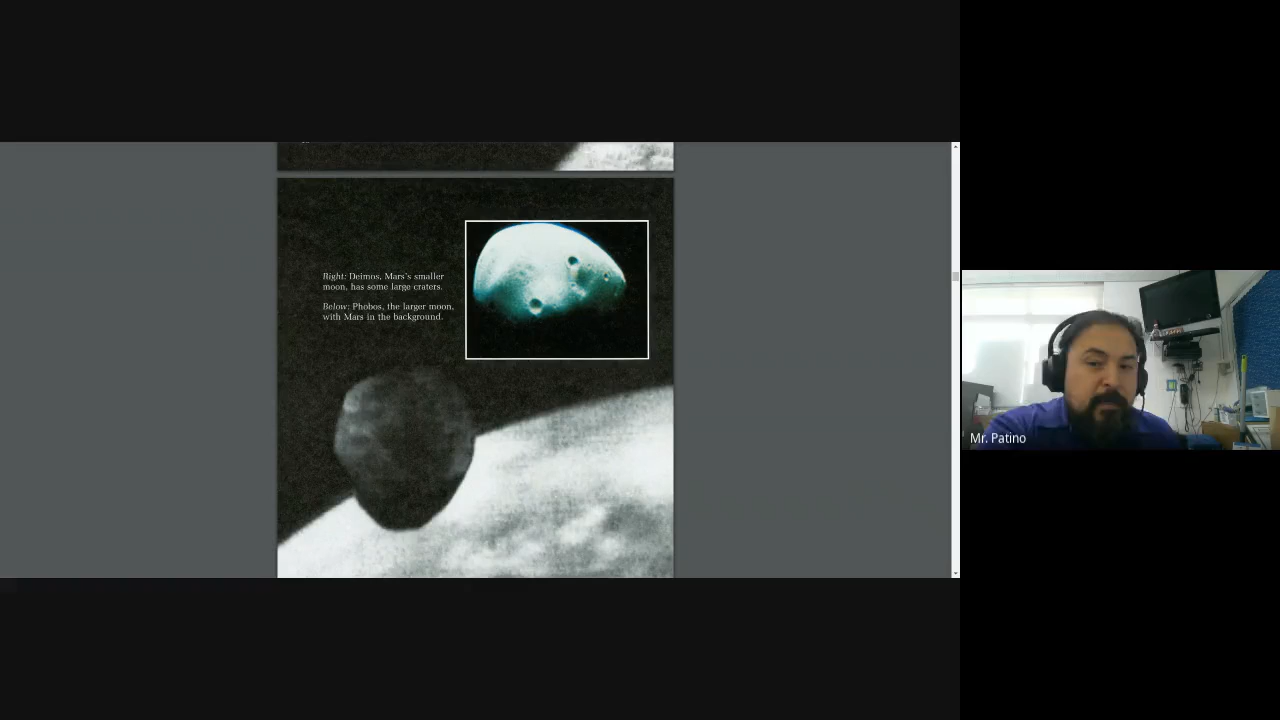 Right: Deimos, Mars's smaller
moon, has some large craters.
Below: Phobos, the larger moon,
with Mars in the background.
Mr. Patino